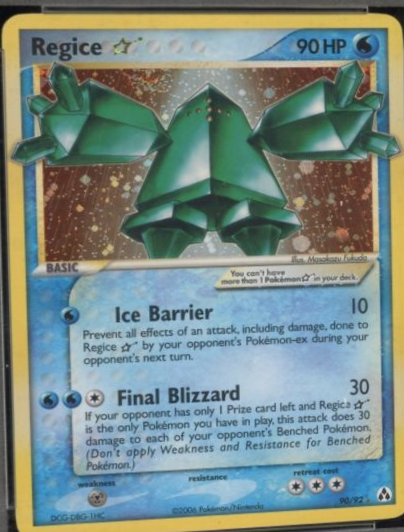 Regice ☆ 90 HP
Illus. Masakazu Fukuda
BASIC
You can't have
more than 1 Pokémon ☆ in your deck.
Ice Barrier 10
Prevent all effects of an attack, including damage, done to
Regice ☆ by your opponent's Pokémon-ex during your
opponent's next turn.
Final Blizzard 30
If your opponent has only 1 Prize card left and Regice ☆
is the only Pokémon you have in play, this attack does 30
damage to each of your opponent's Benched Pokémon.
(Don't apply Weakness and Resistance for Benched
Pokémon.)
weakness resistance retreat cost
©2006 Pokémon/Nintendo 90/92